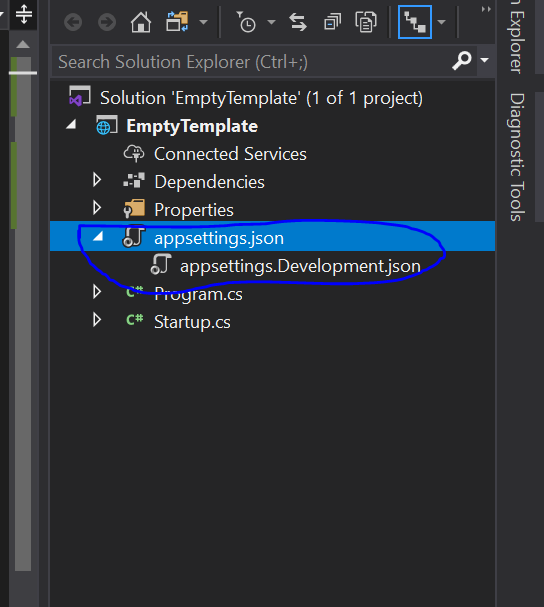 Search Solution Explorer (Ctrl+;)
Solution 'EmptyTemplate' (1 of 1 project)
EmptyTemplate
Connected Services
Dependencies
Properties
appsettings.json
appsettings.Development.json
C# Program.cs
C# Startup.cs
Explorer
Diagnostic Tools